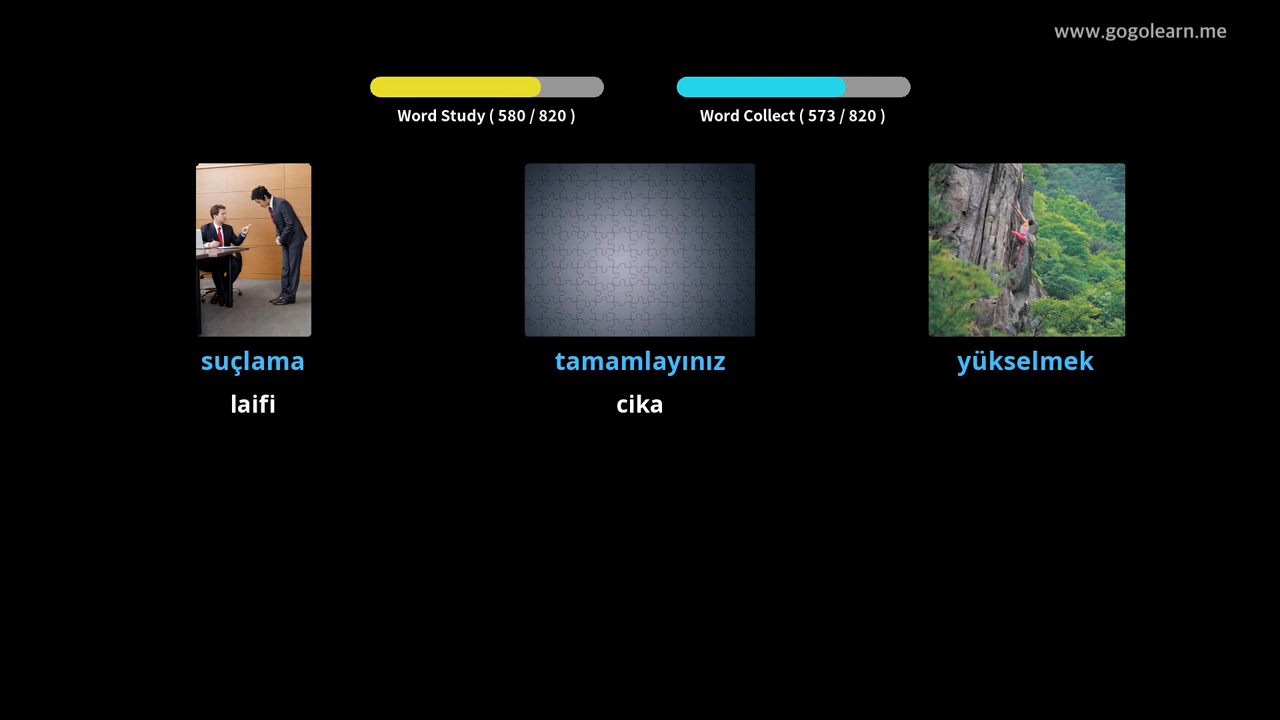 www.gogolearn.me
Word Study ( 580 / 820 )
Word Collect ( 573 / 820 )
suçlama
tamamlayınız
yükselmek
laifi
cika